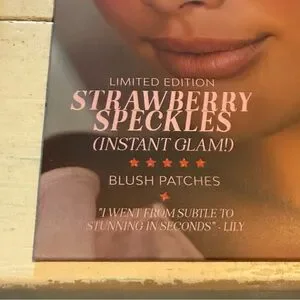 LIMITED EDITION
STRAWBERRY
SPECKLES
(INSTANT GLAM!)
BLUSH PATCHES
"I WENT FROM SUBTLE TO
STUNNING IN SECONDS" - LILY